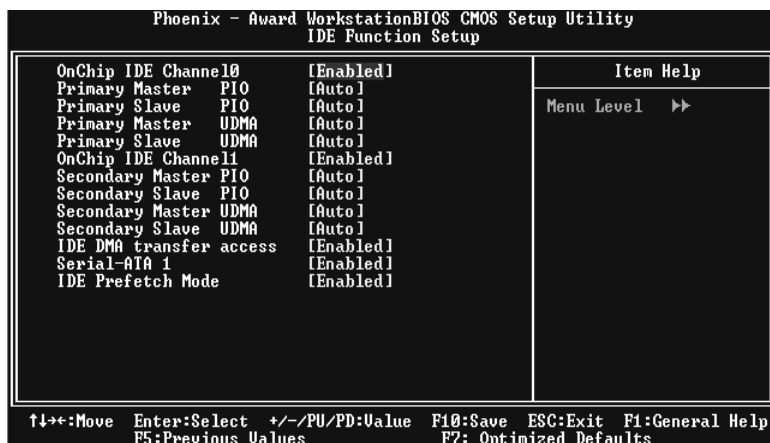 Phoenix - Award WorkstationBIOS CMOS Setup Utility
IDE Function Setup
OnChip IDE Channel0 [Enabled]
Primary Master PIO [Auto]
Primary Slave PIO [Auto]
Primary Master UDMA [Auto]
Primary Slave UDMA [Auto]
OnChip IDE Channel1 [Enabled]
Secondary Master PIO [Auto]
Secondary Slave PIO [Auto]
Secondary Master UDMA [Auto]
Secondary Slave UDMA [Auto]
IDE DMA transfer access [Enabled]
Serial-ATA 1 [Enabled]
IDE Prefetch Mode [Enabled]
Item Help
Menu Level ▸▸
↑↓→←:Move Enter:Select +/-/PU/PD:Value F10:Save ESC:Exit F1:General Help
F5:Previous Values F7: Optimized Defaults